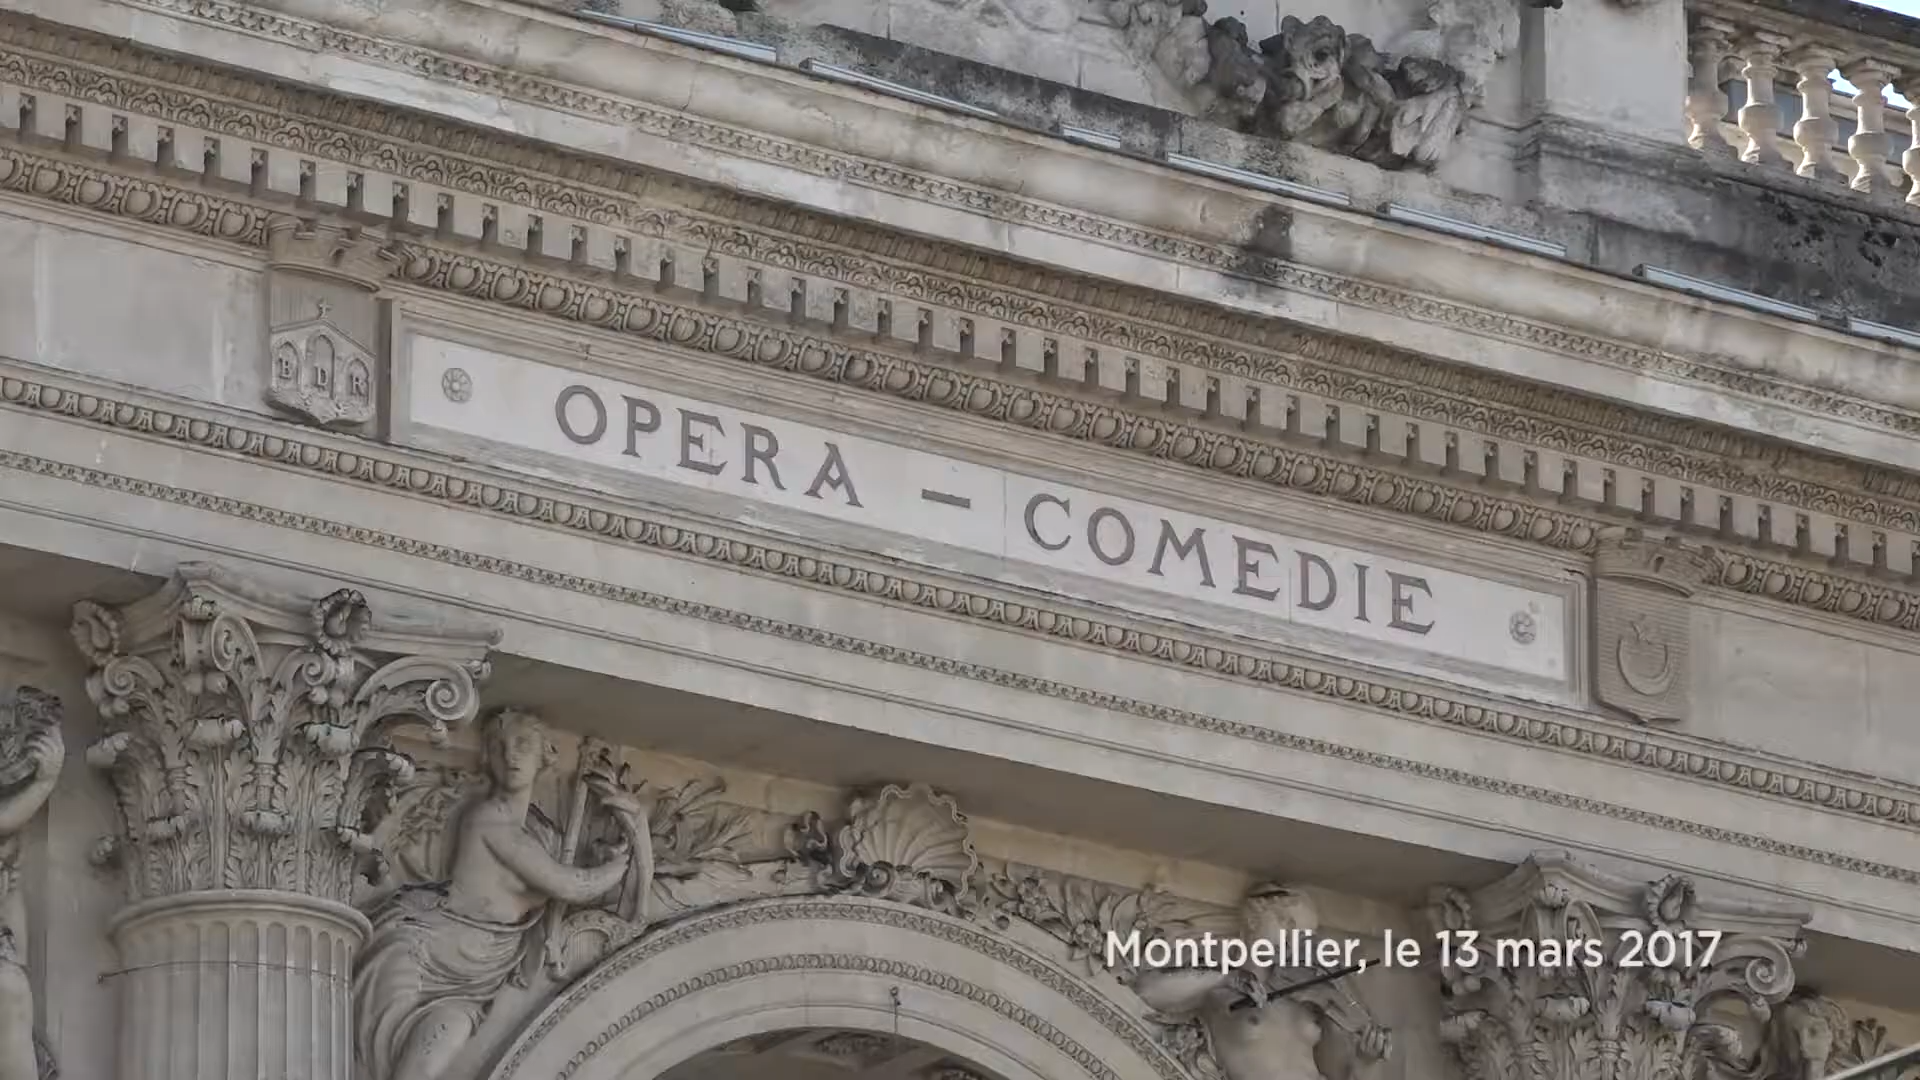 B D R
OPERA – COMEDIE
Montpellier, le 13 mars 2017